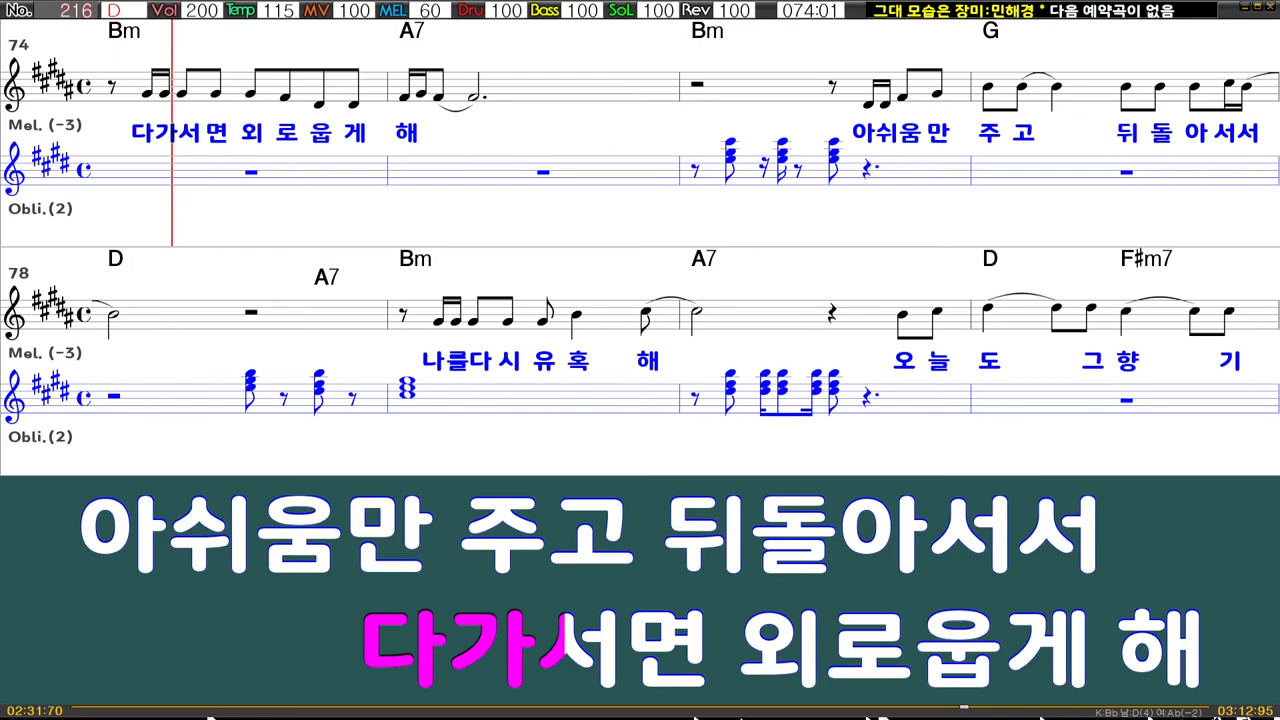 No. 216 D Vol 200 Temp 115 MV 100 MEL 60 Dru 100 Bass 100 SoL 100 Rev 100 074:01 그대 모습은 장미:민해경 * 다음 예약곡이 없음
Bm A7 Bm G
74
Mel. (-3)
다가서면 외 로 웁 게 해 아쉬움만 주 고 뒤 돌 아 서서
Obli.(2)
D A7 Bm A7 D F#m7
78
Mel. (-3)
나를다 시 유 혹 해 오 늘 도 그 향 기
Obli.(2)
아쉬움만 주고 뒤돌아서서
다가서면 외로웁게 해
02:31:70 K:Bb 남:D(4) 여:Ab(-2) 03:12:95